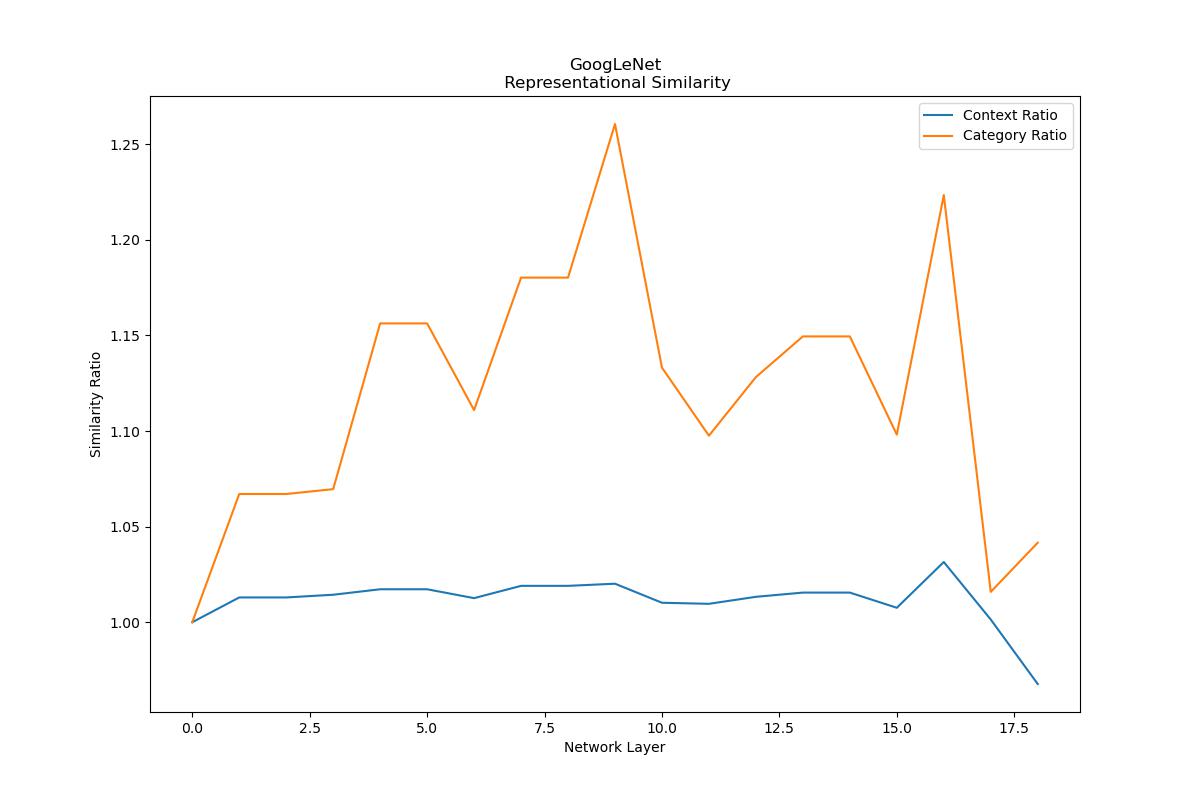 GoogLeNet
Representational Similarity
Context Ratio
Category Ratio
Similarity Ratio
1.25
1.20
1.15
1.10
1.05
1.00
0.0 2.5 5.0 7.5 10.0 12.5 15.0 17.5
Network Layer